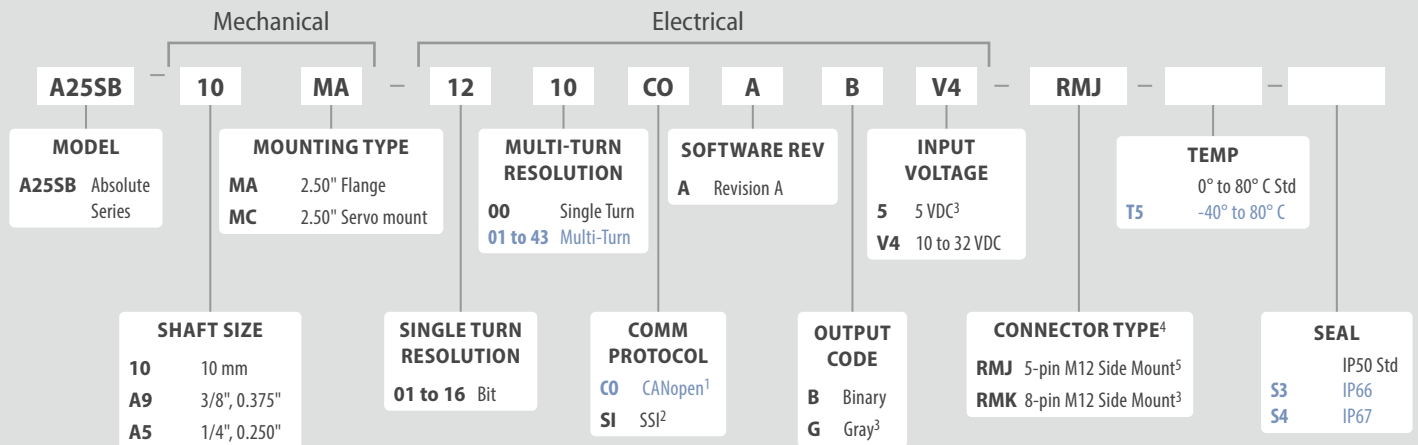 Mechanical Electrical
A25SB – 10 MA – 12 10 CO A B V4 – RMJ – –
MODEL
A25SB Absolute
Series
MOUNTING TYPE
MA 2.50" Flange
MC 2.50" Servo mount
MULTI-TURN
RESOLUTION
00 Single Turn
01 to 43 Multi-Turn
SOFTWARE REV
A Revision A
INPUT
VOLTAGE
5 5 VDC3
V4 10 to 32 VDC
TEMP
0° to 80° C Std
T5 -40° to 80° C
SHAFT SIZE
10 10 mm
A9 3/8", 0.375"
A5 1/4", 0.250"
SINGLE TURN
RESOLUTION
01 to 16 Bit
COMM
PROTOCOL
CO CANopen1
SI SSI2
OUTPUT
CODE
B Binary
G Gray3
CONNECTOR TYPE4
RMJ 5-pin M12 Side Mount5
RMK 8-pin M12 Side Mount3
SEAL
IP50 Std
S3 IP66
S4 IP67